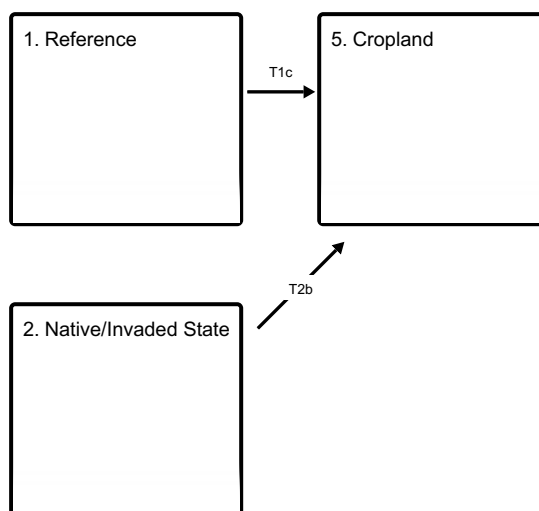 1. Reference
5. Cropland
T1c
T2b
2. Native/Invaded State